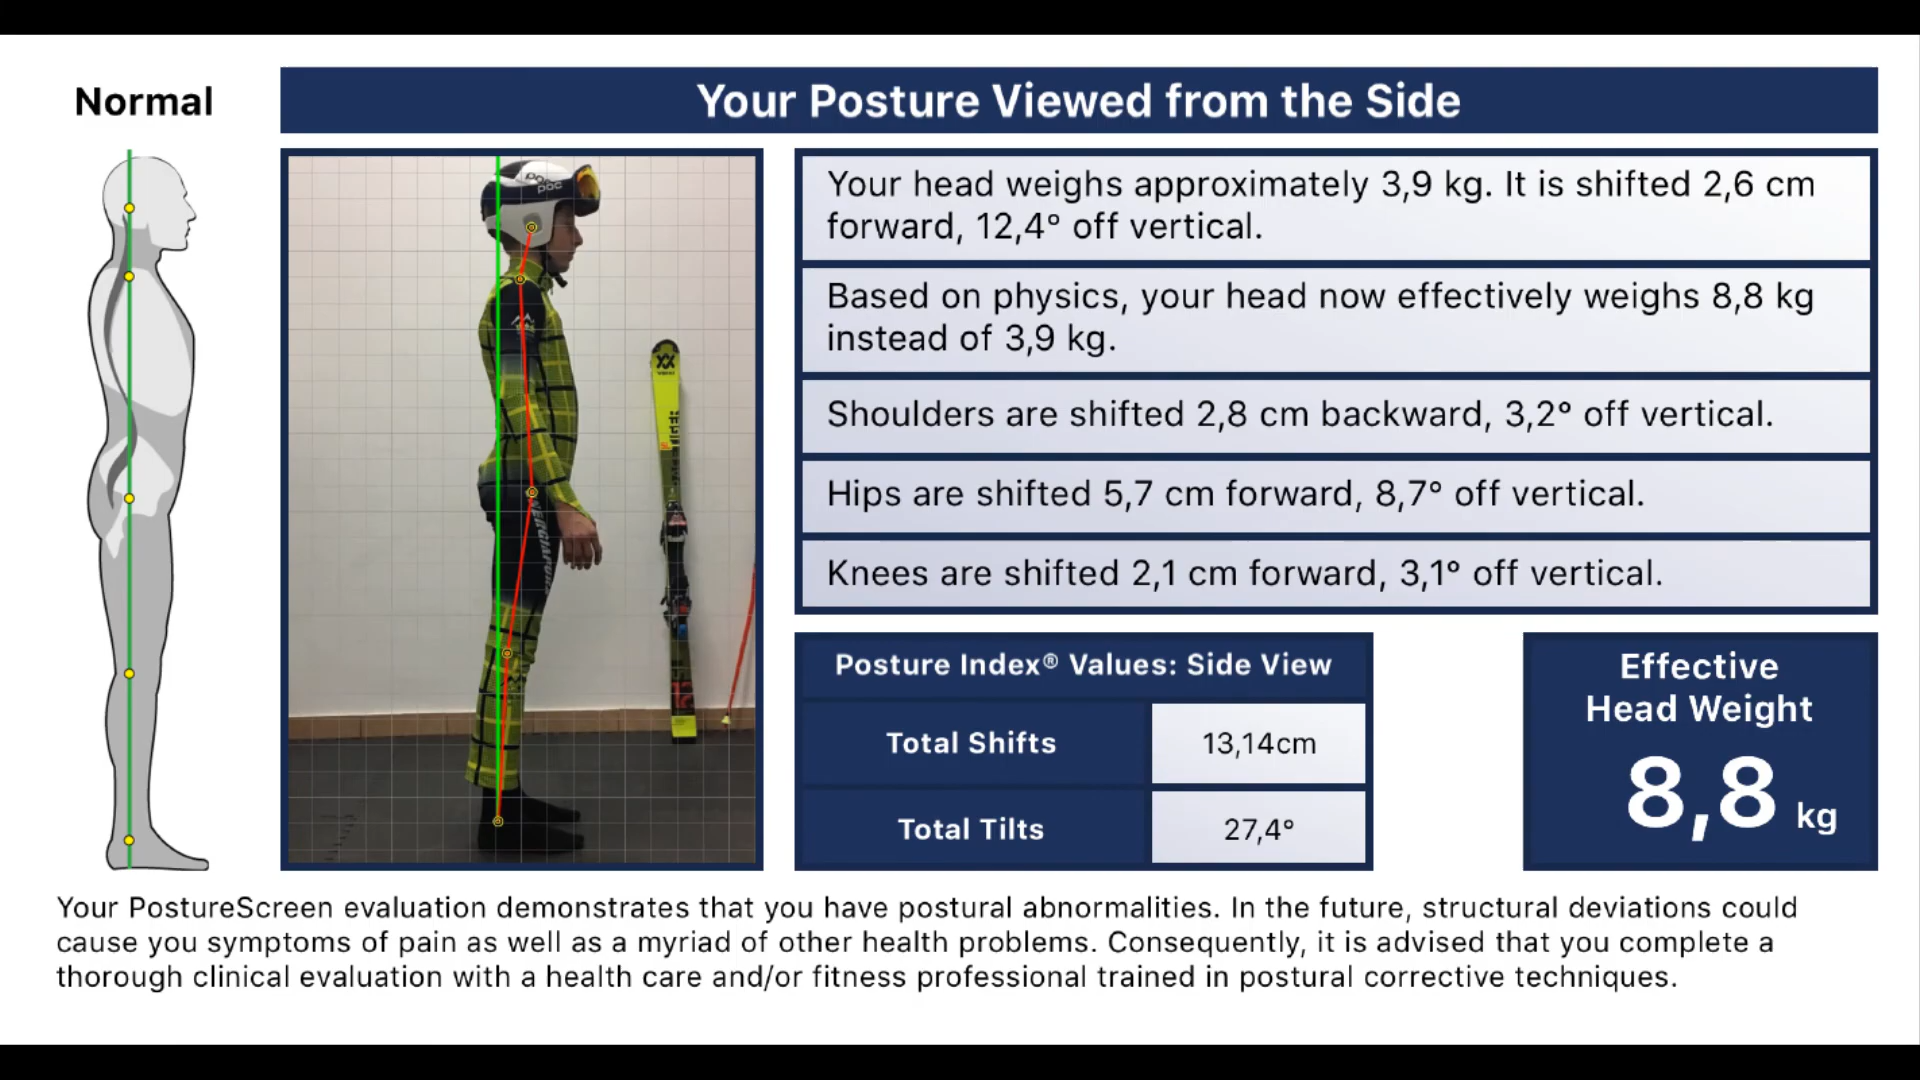 Normal
Your Posture Viewed from the Side
poc
poc
Your head weighs approximately 3,9 kg. It is shifted 2,6 cm
forward, 12,4° off vertical.
Based on physics, your head now effectively weighs 8,8 kg
instead of 3,9 kg.
Shoulders are shifted 2,8 cm backward, 3,2° off vertical.
Hips are shifted 5,7 cm forward, 8,7° off vertical.
Knees are shifted 2,1 cm forward, 3,1° off vertical.
Posture Index® Values: Side View
Total Shifts 13,14cm
Total Tilts 27,4°
Effective
Head Weight
8,8 kg
Your PostureScreen evaluation demonstrates that you have postural abnormalities. In the future, structural deviations could
cause you symptoms of pain as well as a myriad of other health problems. Consequently, it is advised that you complete a
thorough clinical evaluation with a health care and/or fitness professional trained in postural corrective techniques.